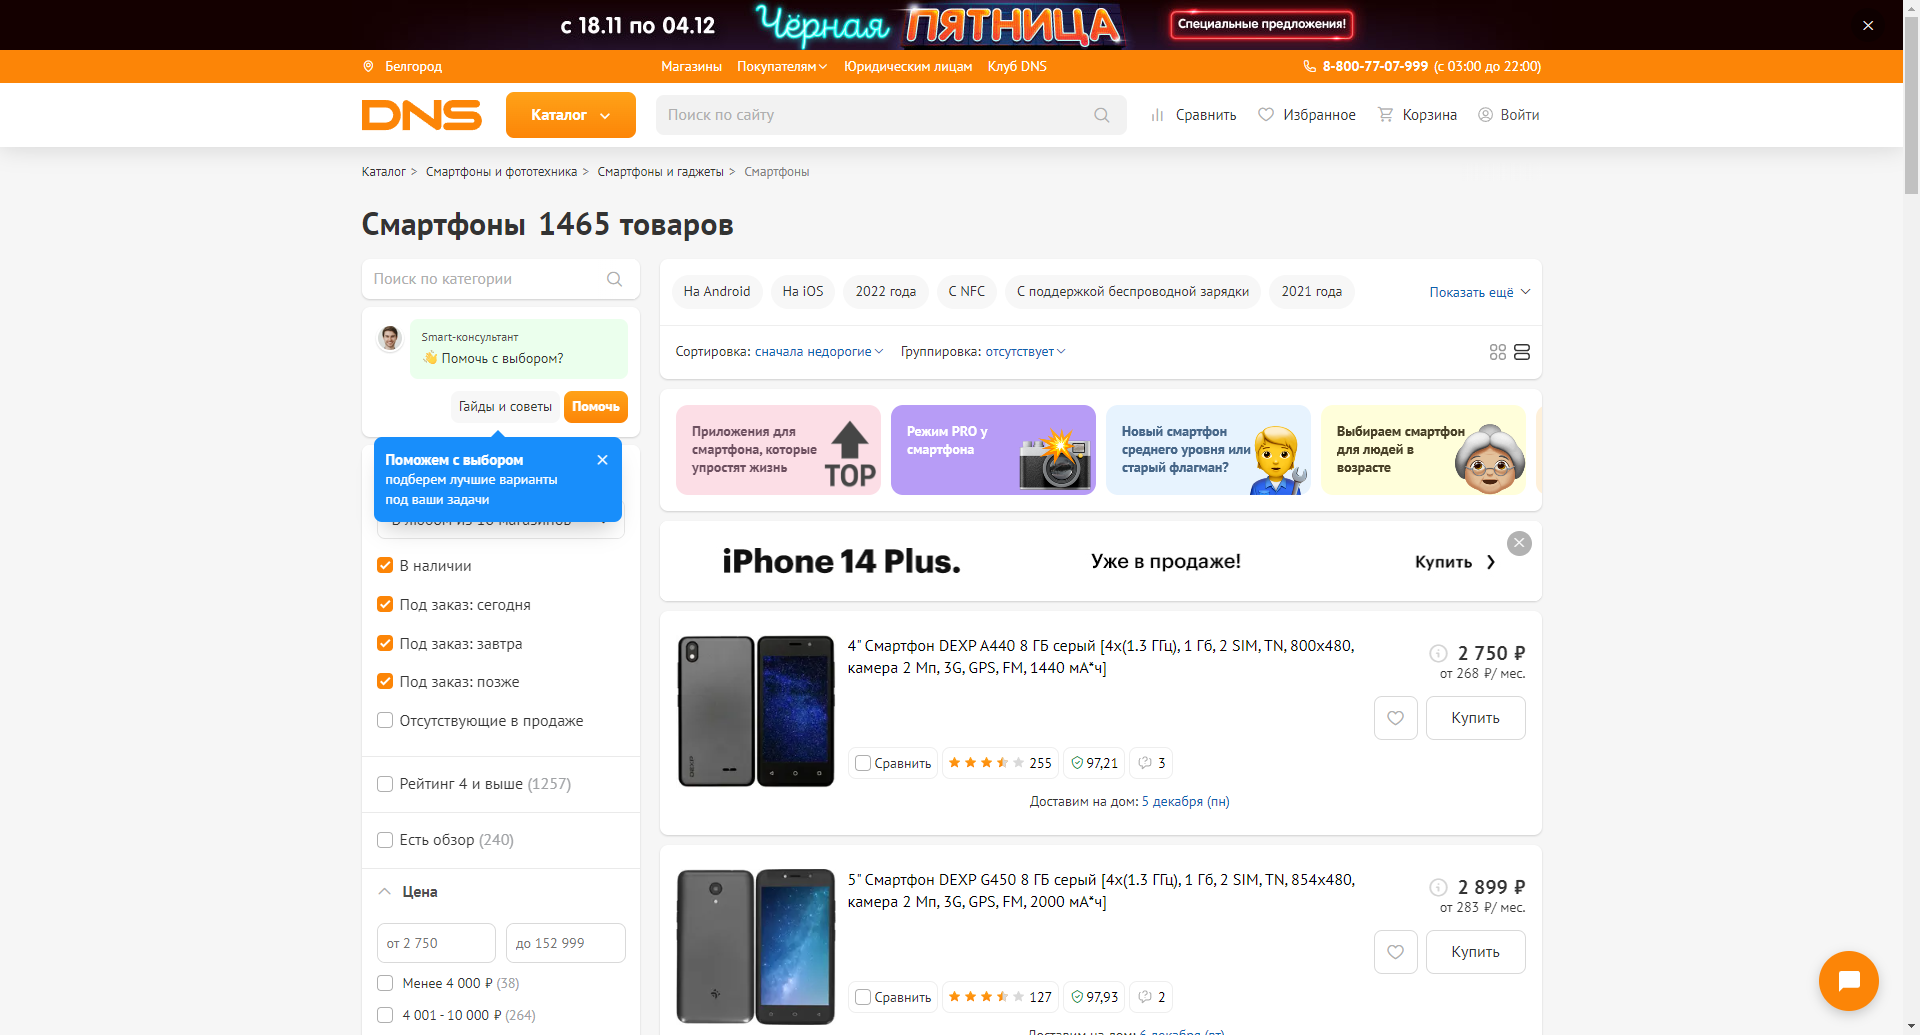 с 18.11 по 04.12
Чёрная
ПЯТНИЦА
Специальные предложения!
Белгород
Магазины
Покупателям
Юридическим лицам
Клуб DNS
8-800-77-07-999 (с 03:00 до 22:00)
DNS
Каталог
Поиск по сайту
Сравнить
Избранное
Корзина
Войти
Каталог > Смартфоны и фототехника > Смартфоны и гаджеты > Смартфоны
Смартфоны 1465 товаров
Поиск по категории
Smart-консультант
👋 Помочь с выбором?
Гайды и советы
Помочь
Поможем с выбором
подберем лучшие варианты
под ваши задачи
В наличии
Под заказ: сегодня
Под заказ: завтра
Под заказ: позже
Отсутствующие в продаже
Рейтинг 4 и выше (1257)
Есть обзор (240)
Цена
от 2 750
до 152 999
Менее 4 000 ₽ (38)
4 001 - 10 000 ₽ (264)
На Android
На iOS
2022 года
С NFC
С поддержкой беспроводной зарядки
2021 года
Показать ещё
Сортировка: сначала недорогие
Группировка: отсутствует
Приложения для
смартфона, которые
упростят жизнь
TOP
Режим PRO у
смартфона
Новый смартфон
среднего уровня или
старый флагман?
Выбираем смартфон
для людей в
возрасте
iPhone 14 Plus.
Уже в продаже!
Купить
4" Смартфон DEXP A440 8 ГБ серый [4x(1.3 ГГц), 1 Гб, 2 SIM, TN, 800x480,
камера 2 Мп, 3G, GPS, FM, 1440 мА*ч]
2 750 ₽
от 268 ₽/ мес.
Купить
DEXP
Сравнить
255
97,21
3
Доставим на дом: 5 декабря (пн)
5" Смартфон DEXP G450 8 ГБ серый [4x(1.3 ГГц), 1 Гб, 2 SIM, TN, 854x480,
камера 2 Мп, 3G, GPS, FM, 2000 мА*ч]
2 899 ₽
от 283 ₽/ мес.
Купить
Сравнить
127
97,93
2
Доставим на дом: 6 декабря (вт)